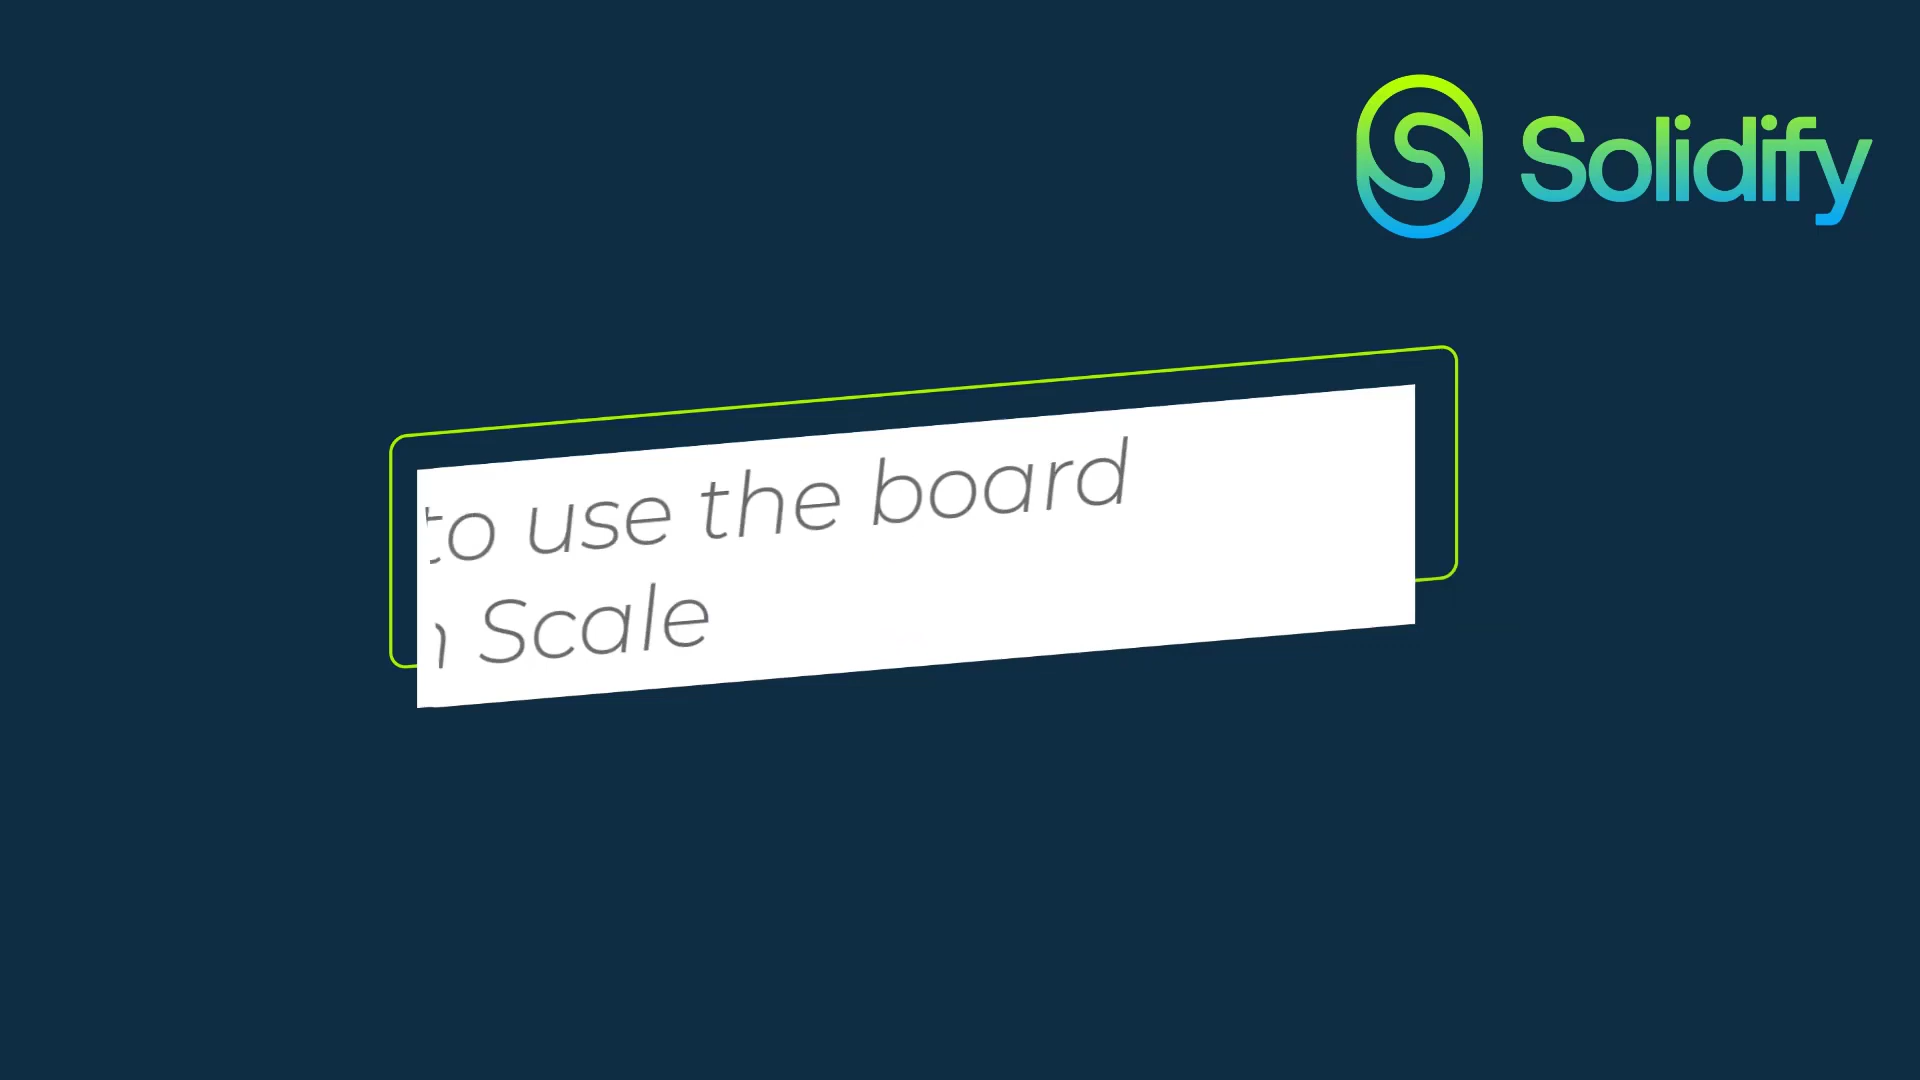 Solidify
to use the board
Scale